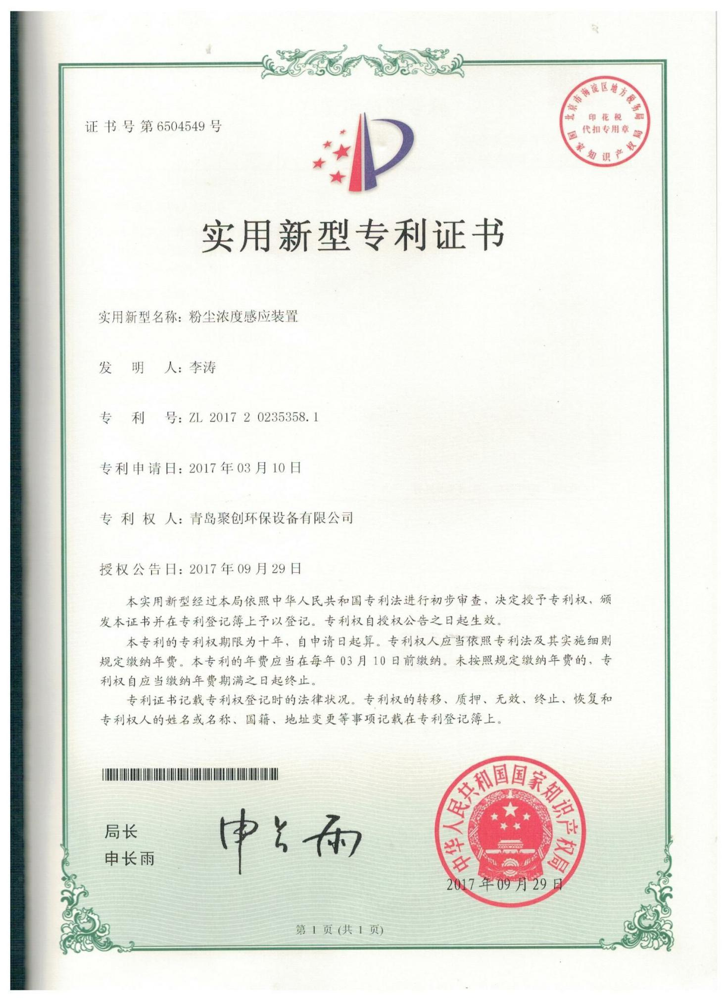 证书号第6504549号
北京市海淀区地方税务局
印花税
代扣专用章
国家知识产权局
实用新型专利证书
实用新型名称：粉尘浓度感应装置
发明人：李涛
专利号：ZL 2017 2 0235358.1
专利申请日：2017年03月10日
专利权人：青岛聚创环保设备有限公司
授权公告日：2017年09月29日
本实用新型经过本局依照中华人民共和国专利法进行初步审查，决定授予专利权，颁
发本证书并在专利登记簿上予以登记。专利权自授权公告之日起生效。
本专利的专利权期限为十年，自申请日起算。专利权人应当依照专利法及其实施细则
规定缴纳年费。本专利的年费应当在每年03月10日前缴纳。未按照规定缴纳年费的，专
利权自应当缴纳年费期满之日起终止。
专利证书记载专利权登记时的法律状况。专利权的转移、质押、无效、终止、恢复和
专利权人的姓名或名称、国籍、地址变更等事项记载在专利登记簿上。
局长
申长雨
申长雨
中华人民共和国国家知识产权局
2017年09月29日
第1页(共1页)